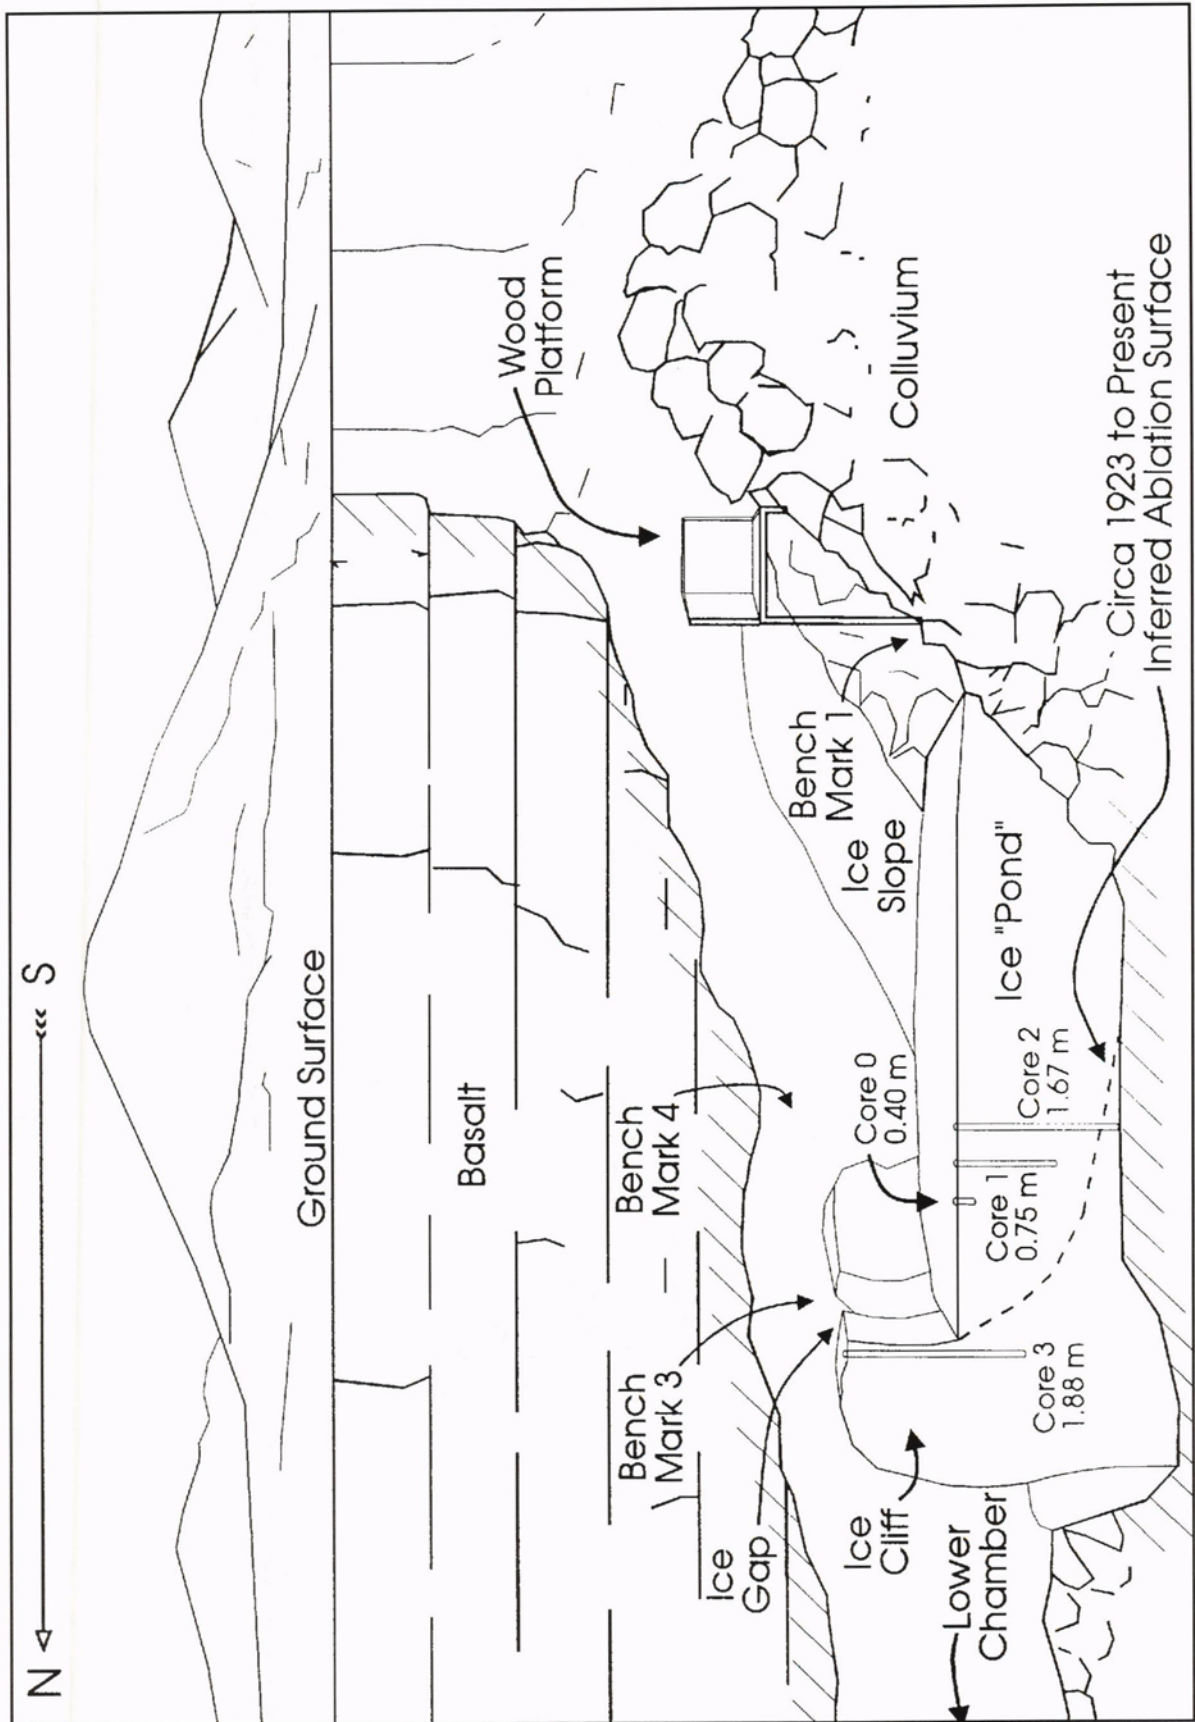 N
S
Ground Surface
Basalt
Wood
Platform
Bench
Mark 4
Bench
Mark 3
Ice
Gap
Bench
Mark 1
Ice
Slope
Core 0
0.40 m
Colluvium
Ice
Cliff
Lower
Chamber
Core 1
0.75 m
Core 2
1.67 m
Core 3
1.88 m
Ice "Pond"
Circa 1923 to Present
Inferred Ablation Surface